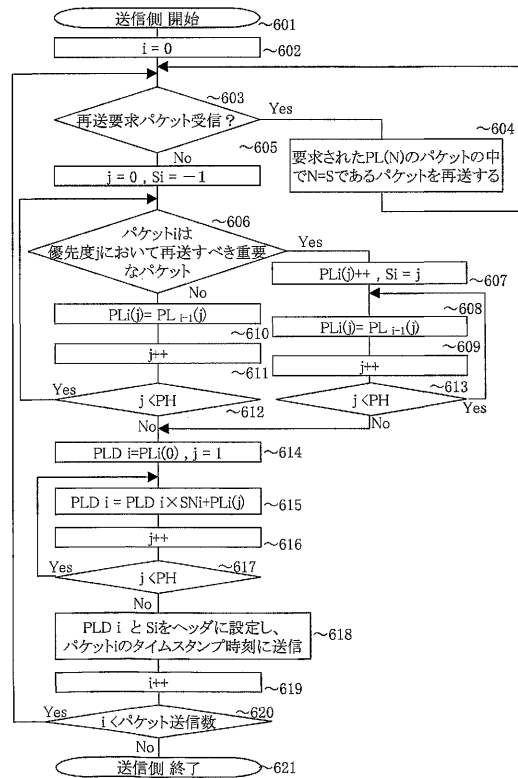 送信側 開始
～601
i = 0
～602
～603
再送要求パケット受信？
Yes
～604
要求されたPL(N)のパケットの中
でN=Sであるパケットを再送する
No
～605
j = 0 , Si = －1
～606
パケットiは
優先度jにおいて再送すべき重要
なパケット
Yes
PLi(j)++ , Si = j
～607
No
PLi(j)= PL i-1(j)
～610
～608
PLi(j)= PL i-1(j)
～609
j++
～611
j++
Yes
j <PH
～612
～613
j <PH
Yes
No
No
PLD i=PLi(0) , j = 1
～614
PLD i = PLD i×SNi+PLi(j)
～615
j++
～616
Yes
～617
j <PH
No
PLD i とSiをヘッダに設定し、
パケットiのタイムスタンプ時刻に送信
～618
i++
～619
Yes
～620
i <パケット送信数
No
送信側 終了
～621